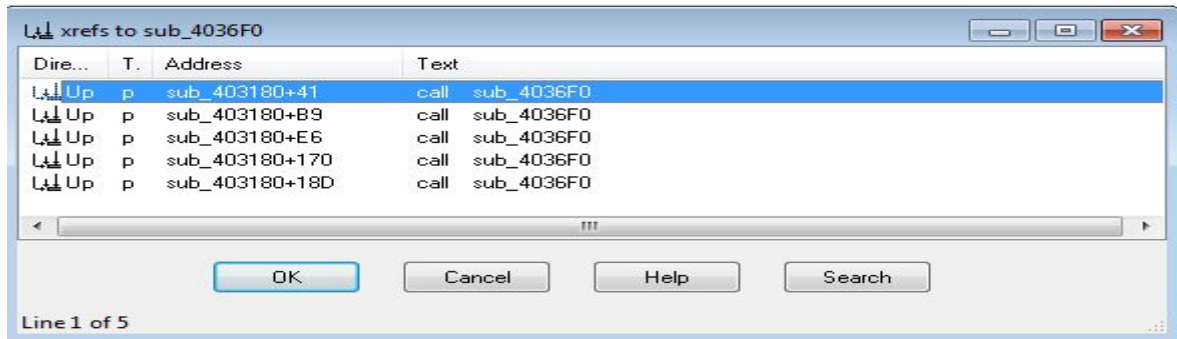 xrefs to sub_4036F0
Dire... T. Address Text
Up p sub_403180+41 call sub_4036F0
Up p sub_403180+B9 call sub_4036F0
Up p sub_403180+E6 call sub_4036F0
Up p sub_403180+170 call sub_4036F0
Up p sub_403180+18D call sub_4036F0
OK Cancel Help Search
Line 1 of 5